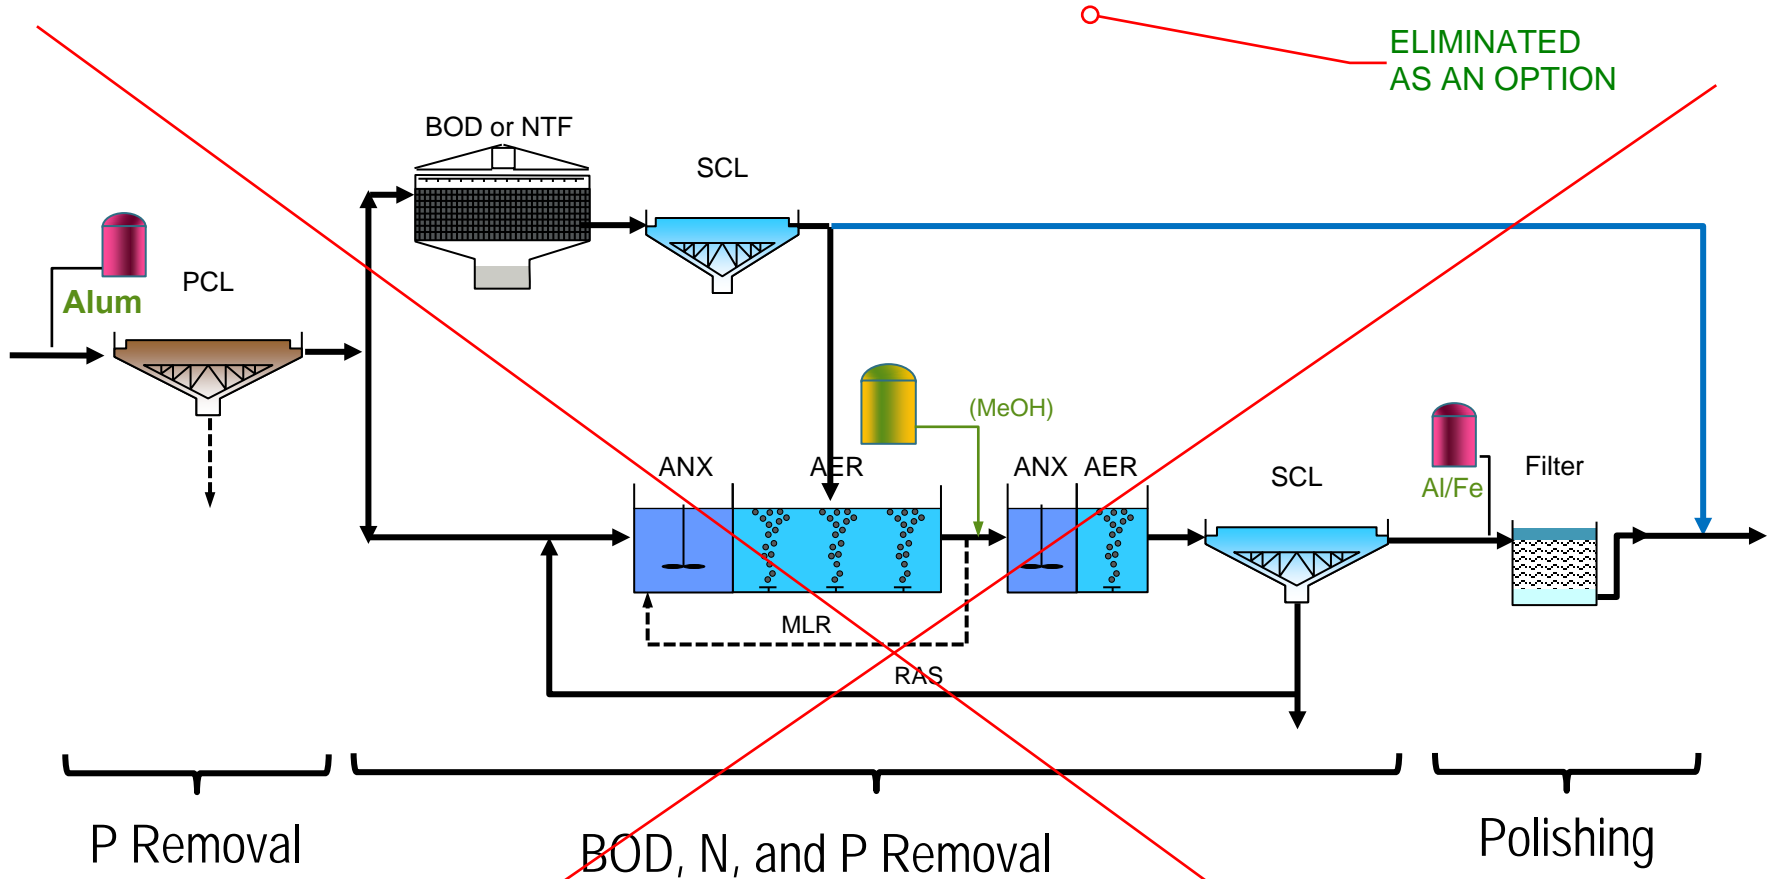 ELIMINATED
AS AN OPTION
BOD or NTF
SCL
Alum
PCL
(MeOH)
ANX
AER
ANX
AER
SCL
Al/Fe
Filter
MLR
RAS
P Removal
BOD, N, and P Removal
Polishing